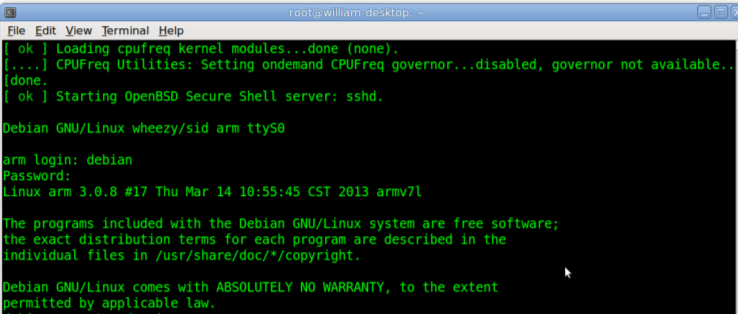 root@william-desktop: ~
File Edit View Terminal Help
[ ok ] Loading cpufreq kernel modules...done (none).
[....] CPUFreq Utilities: Setting ondemand CPUFreq governor...disabled, governor not available..
[done.
[ ok ] Starting OpenBSD Secure Shell server: sshd.
Debian GNU/Linux wheezy/sid arm ttyS0
arm login: debian
Password:
Linux arm 3.0.8 #17 Thu Mar 14 10:55:45 CST 2013 armv7l
The programs included with the Debian GNU/Linux system are free software;
the exact distribution terms for each program are described in the
individual files in /usr/share/doc/*/copyright.
Debian GNU/Linux comes with ABSOLUTELY NO WARRANTY, to the extent
permitted by applicable law.